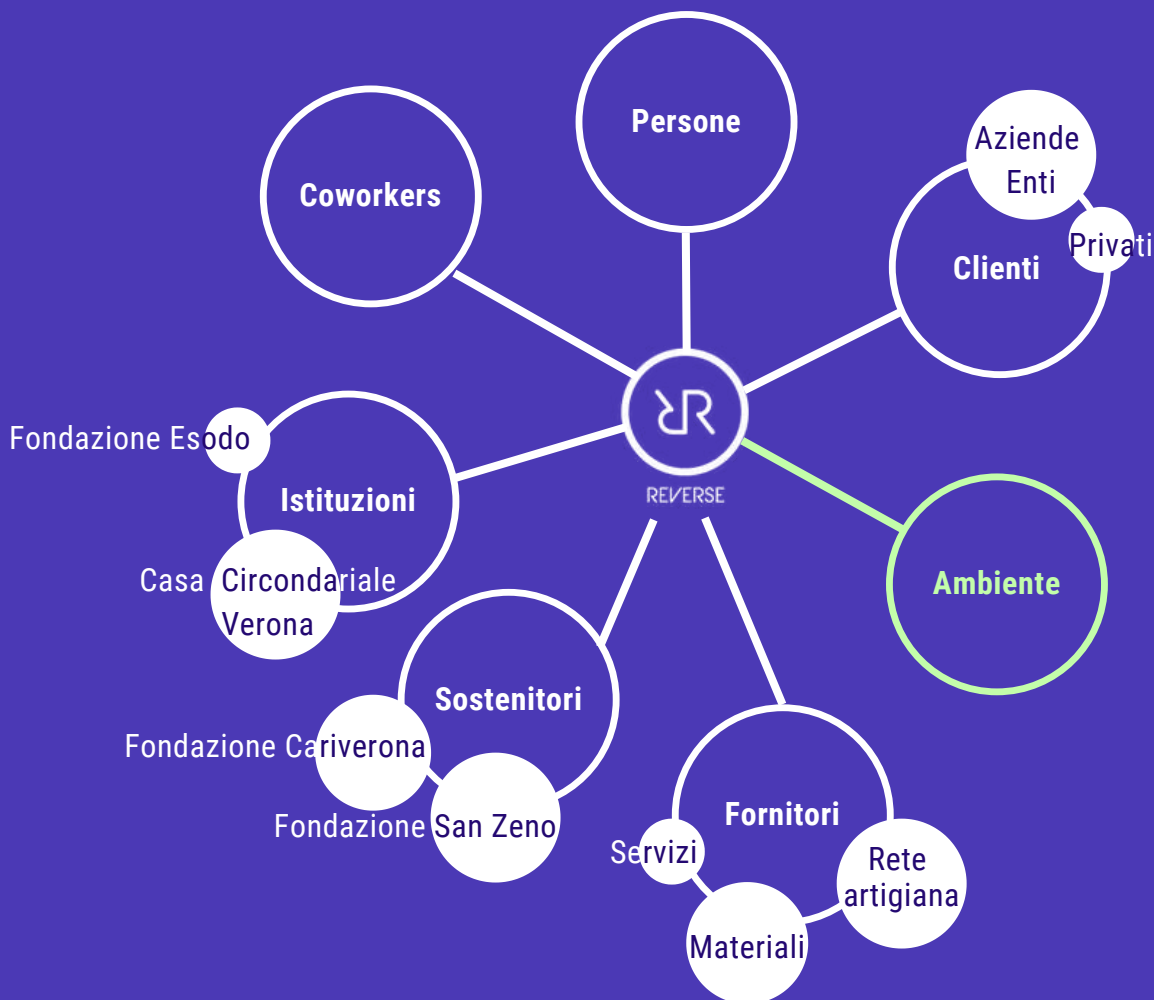 Persone
Coworkers
Aziende
Enti
Privati
Clienti
ЯR
REVERSE
Fondazione Esodo
Istituzioni
Casa Circondariale
Verona
Ambiente
Sostenitori
Fondazione Cariverona
Fondazione San Zeno
Fornitori
Servizi
Rete
artigiana
Materiali